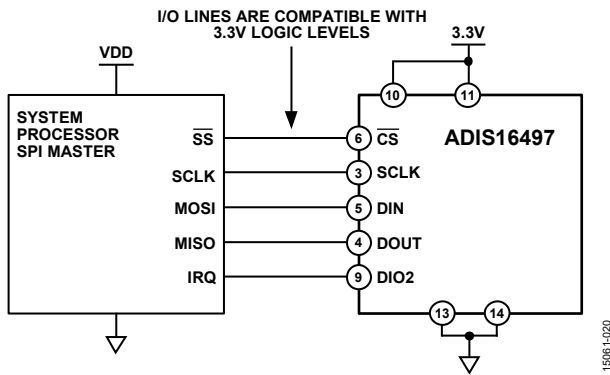 I/O LINES ARE COMPATIBLE WITH
3.3V LOGIC LEVELS
VDD
3.3V
10
11
SYSTEM
PROCESSOR
SPI MASTER
ADIS16497
SS
6
CS
SCLK
3
SCLK
MOSI
5
DIN
MISO
4
DOUT
IRQ
9
DIO2
13
14
15061-020